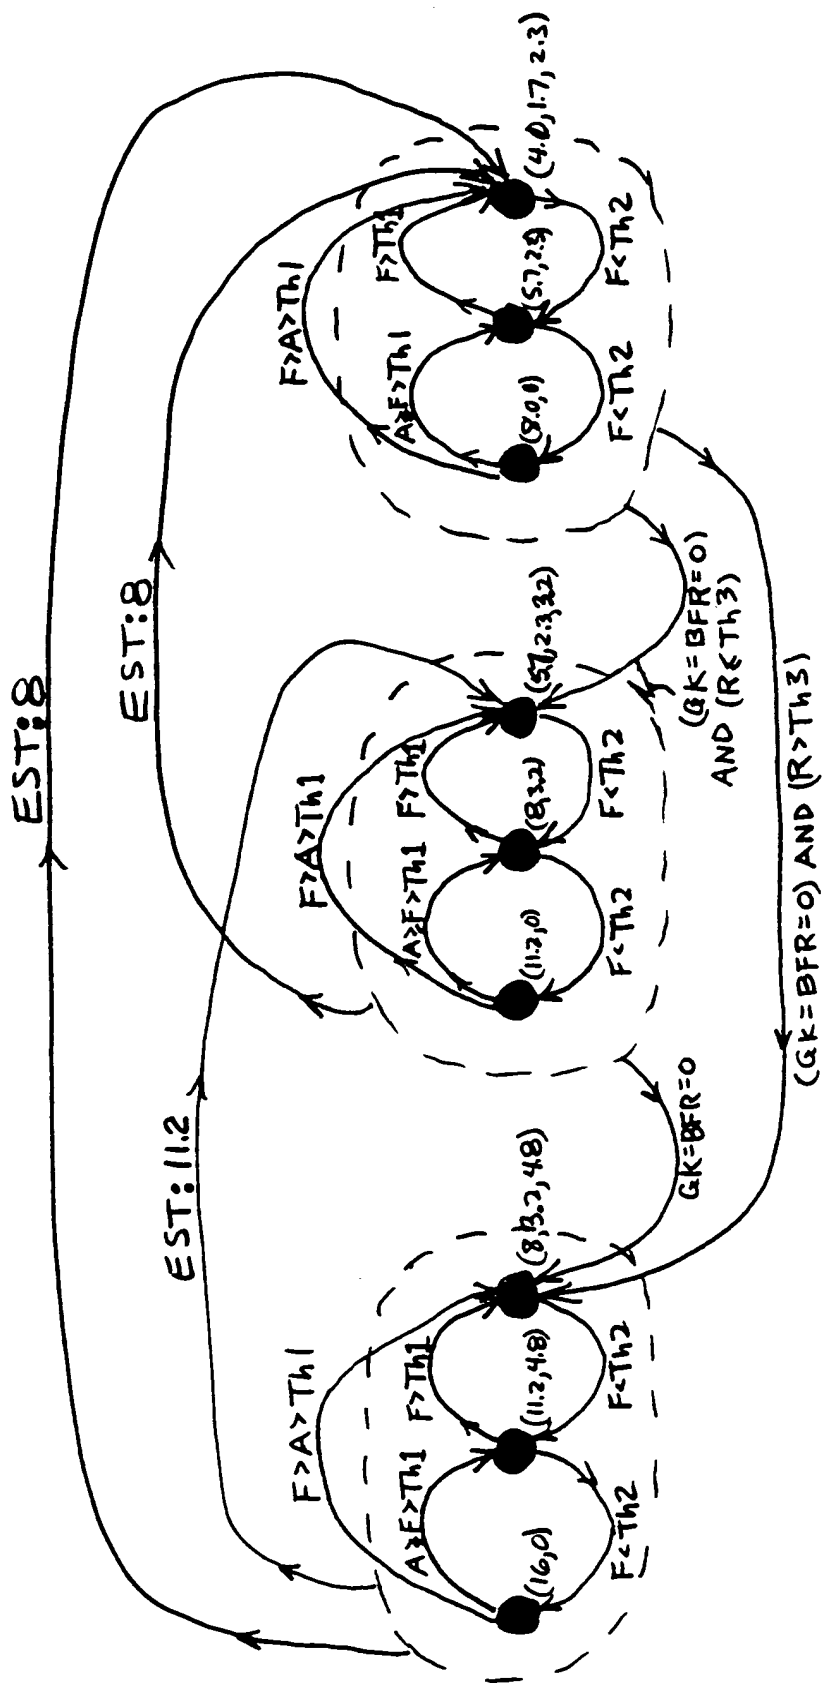 EST:8
EST:8
EST:11.2
F>A>Th1
A≥F>Th1
F>Th1
(16,0)
(11.2,4.8)
(8,3.2,4.8)
F<Th2
F<Th2
F>A>Th1
A≥F>Th1
F>Th1
(11.2,0)
(8,3.2)
(5.7,2.3,3.2)
F<Th2
F<Th2
F>A>Th1
A≥F>Th1
F>Th1
(8.0,0)
(5.7,2.3)
(4.0,1.7,2.3)
F<Th2
F<Th2
GK=BFR=0
(GK=BFR=0)
AND (R≤Th3)
(GK=BFR=0) AND (R>Th3)